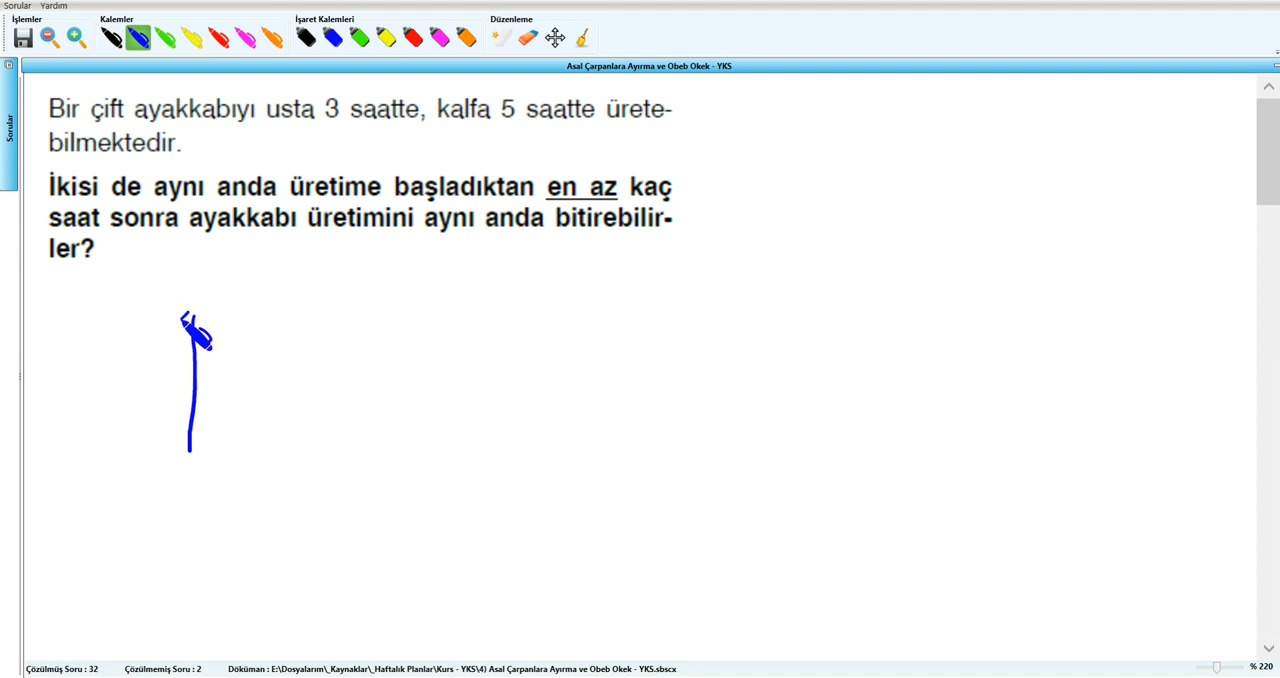 Sorular Yardım
İşlemler Kalemler İşaret Kalemleri Düzenleme
Asal Çarpanlara Ayırma ve Obeb Okek - YKS
Sorular
Bir çift ayakkabıyı usta 3 saatte, kalfa 5 saatte ürete-
bilmektedir.
İkisi de aynı anda üretime başladıktan en az kaç
saat sonra ayakkabı üretimini aynı anda bitirebilir-
ler?
Çözülmüş Soru : 32 Çözülmemiş Soru : 2 Döküman : E:\Dosyalarım\_Kaynaklar\_Haftalık Planlar\Kurs - YKS\4) Asal Çarpanlara Ayırma ve Obeb Okek - YKS.sbscx % 220